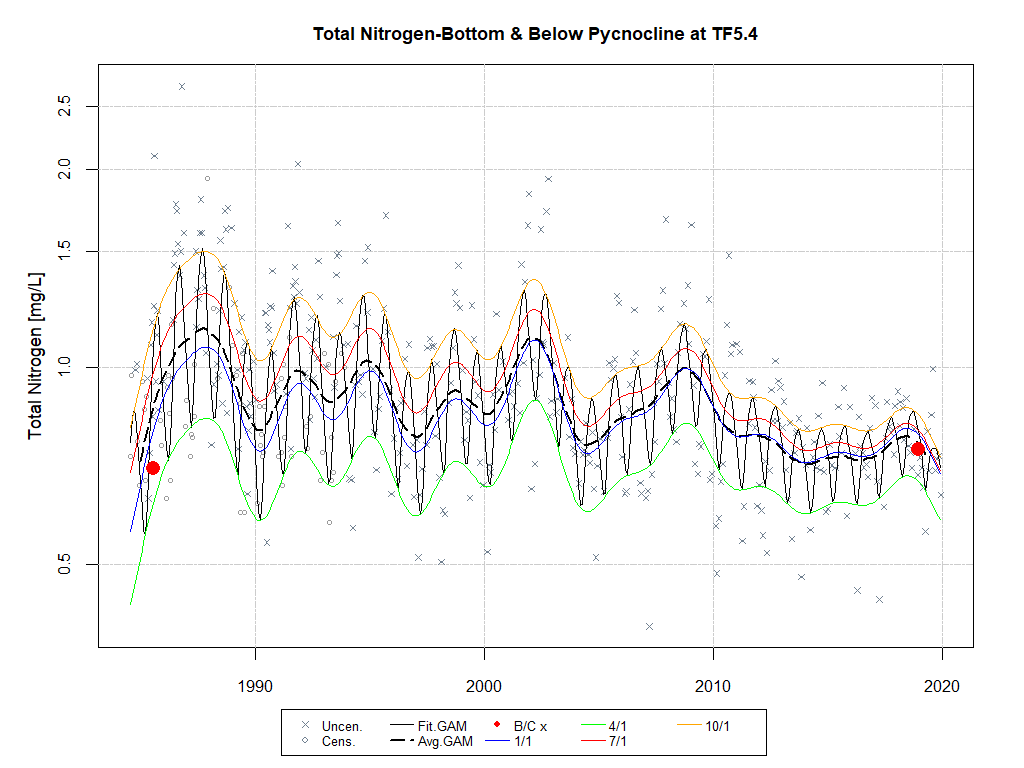 Total Nitrogen-Bottom & Below Pycnocline at TF5.4
Total Nitrogen [mg/L]
2.5
2.0
1.5
1.0
0.5
1990 2000 2010 2020
Uncen. Fit.GAM B/C x 4/1 10/1
Cens. Avg.GAM 1/1 7/1